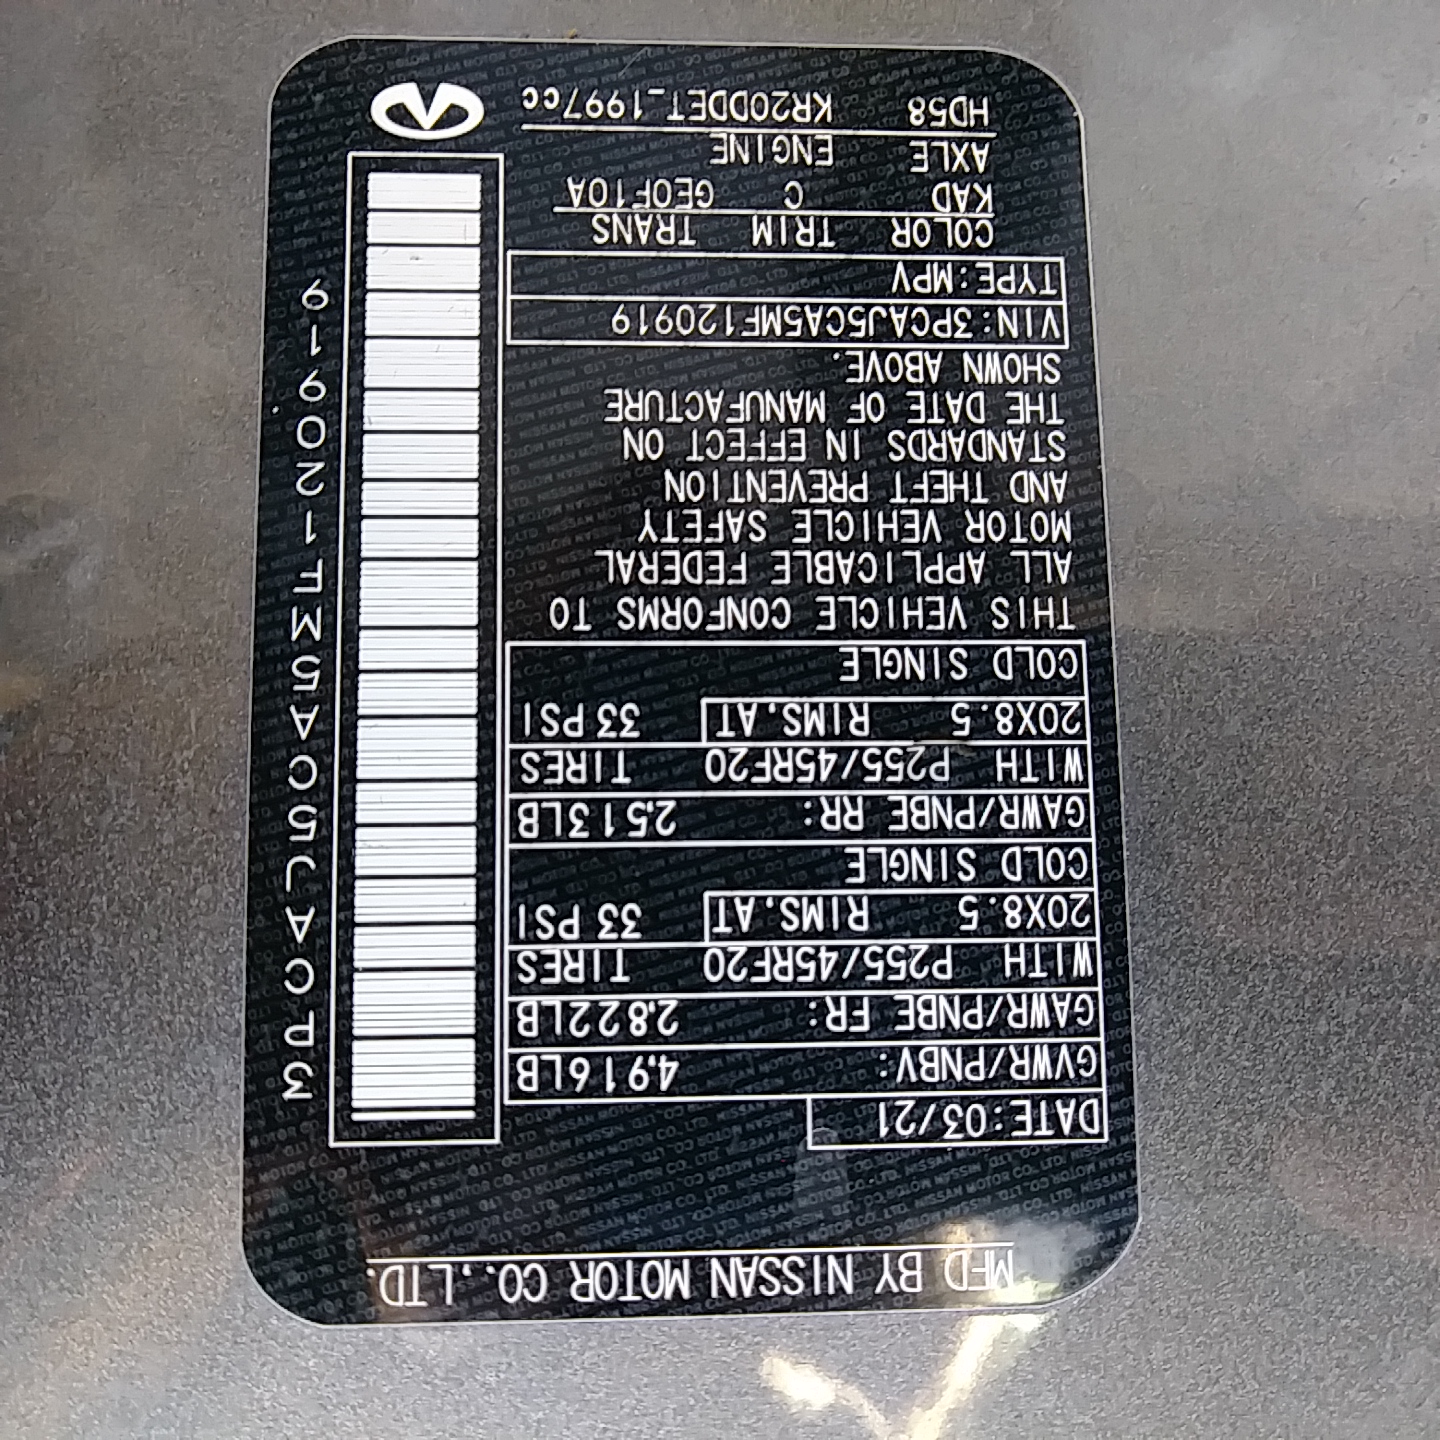 MFD BY NISSAN MOTOR CO.,LTD.
DATE:03/21
GVWR/PNBV: 4,916LB
GAWR/PNBE FR: 2,822LB
WITH P255/45RF20 TIRES
20X8.5 RIMS,AT 33 PSI
COLD SINGLE
GAWR/PNBE RR: 2,513LB
WITH P255/45RF20 TIRES
20X8.5 RIMS,AT 33 PSI
COLD SINGLE
THIS VEHICLE CONFORMS TO
ALL APPLICABLE FEDERAL
MOTOR VEHICLE SAFETY
AND THEFT PREVENTION
STANDARDS IN EFFECT ON
THE DATE OF MANUFACTURE
SHOWN ABOVE.
VIN:3PCAJ5CA5MF120919
TYPE:MPV
COLOR TRIM TRANS
KAD C GE0F10A
AXLE ENGINE
HD58 KR20DDET_1997cc
3PCAJ5CA5MF120919